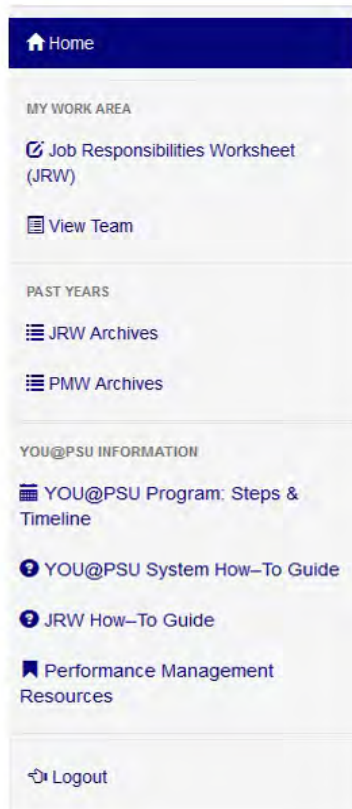 Home
MY WORK AREA
Job Responsibilities Worksheet
(JRW)
View Team
PAST YEARS
JRW Archives
PMW Archives
YOU@PSU INFORMATION
YOU@PSU Program: Steps &
Timeline
YOU@PSU System How–To Guide
JRW How–To Guide
Performance Management
Resources
Logout